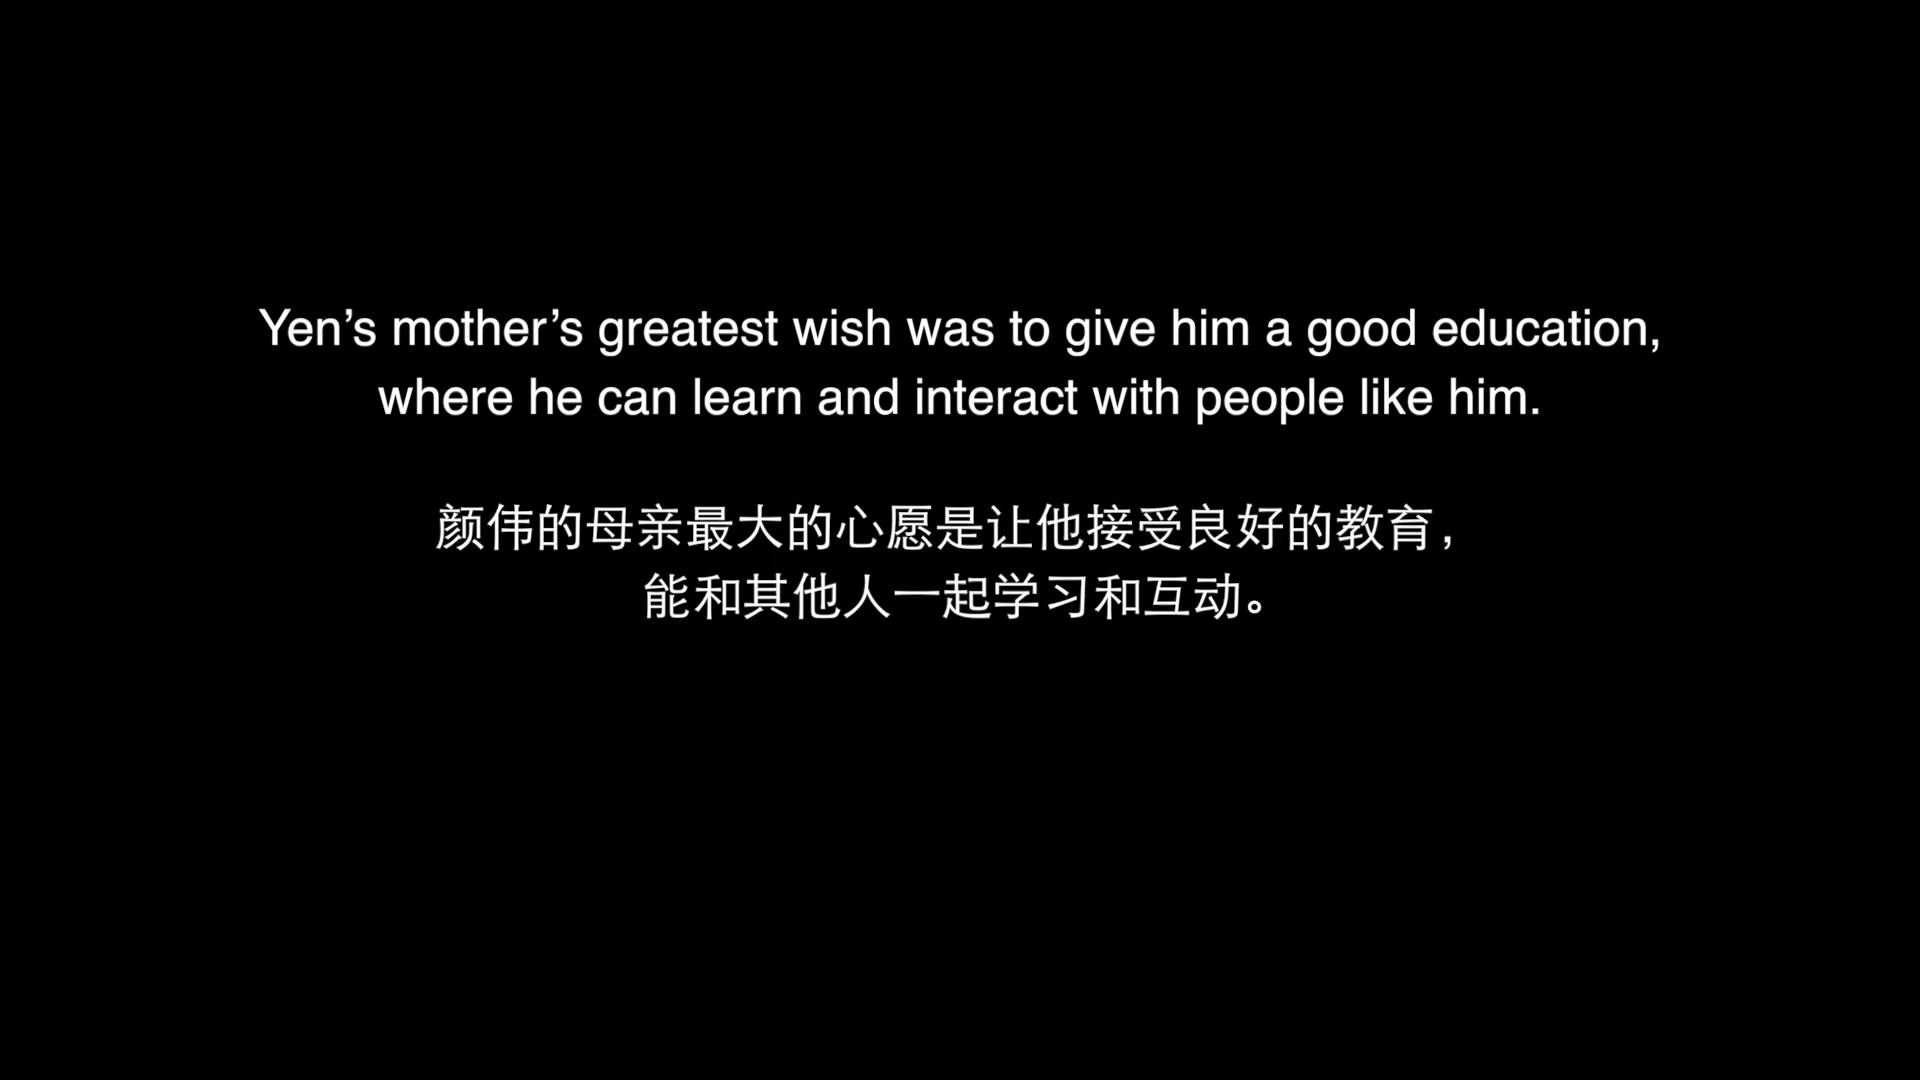 Yen’s mother’s greatest wish was to give him a good education,
where he can learn and interact with people like him.
颜伟的母亲最大的心愿是让他接受良好的教育，
能和其他人一起学习和互动。